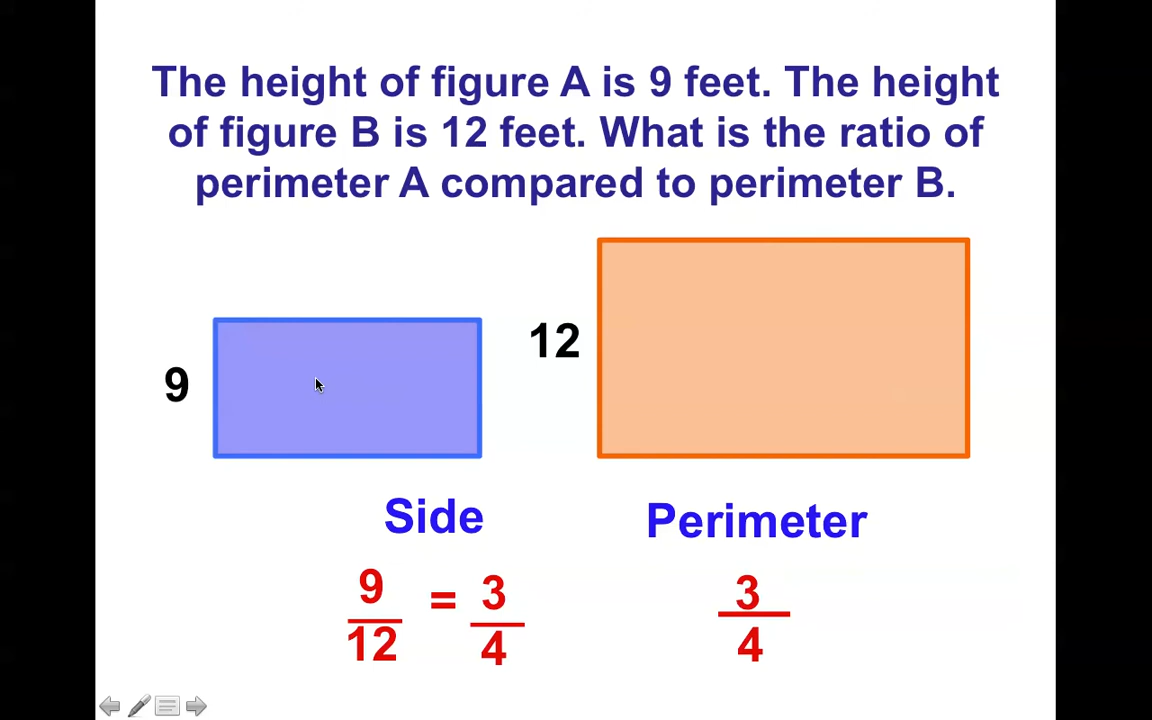 The height of figure A is 9 feet. The height
of figure B is 12 feet. What is the ratio of
perimeter A compared to perimeter B.
12
9
Side
Perimeter
9
12
=
3
4
3
4